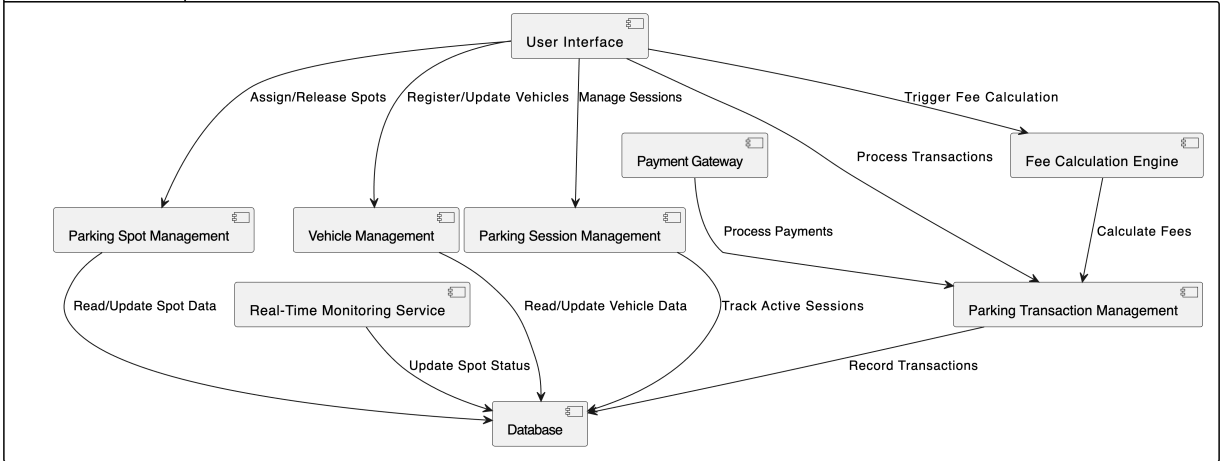 User Interface
Assign/Release Spots
Register/Update Vehicles
Manage Sessions
Trigger Fee Calculation
Payment Gateway
Process Transactions
Fee Calculation Engine
Parking Spot Management
Vehicle Management
Parking Session Management
Process Payments
Calculate Fees
Read/Update Spot Data
Real-Time Monitoring Service
Read/Update Vehicle Data
Track Active Sessions
Parking Transaction Management
Update Spot Status
Record Transactions
Database